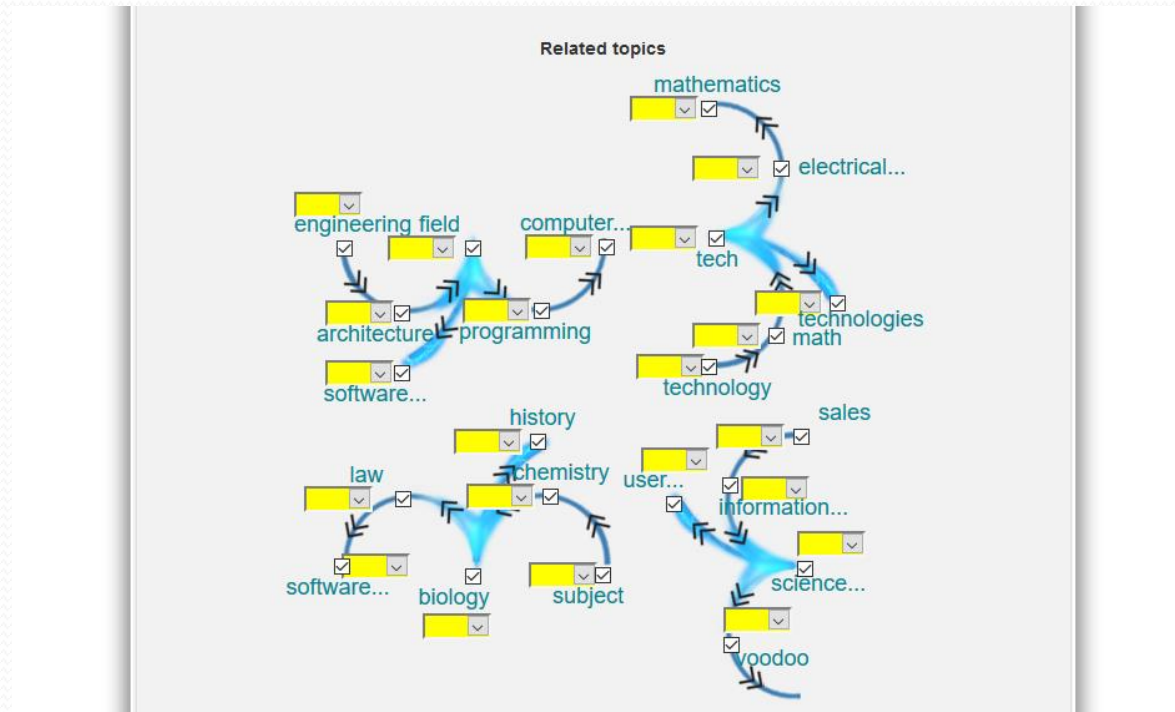 Related topics
mathematics
electrical...
engineering field
computer...
tech
technologies
architecture
programming
math
technology
software...
history
sales
law
chemistry
user...
information...
software...
biology
subject
science...
voodoo